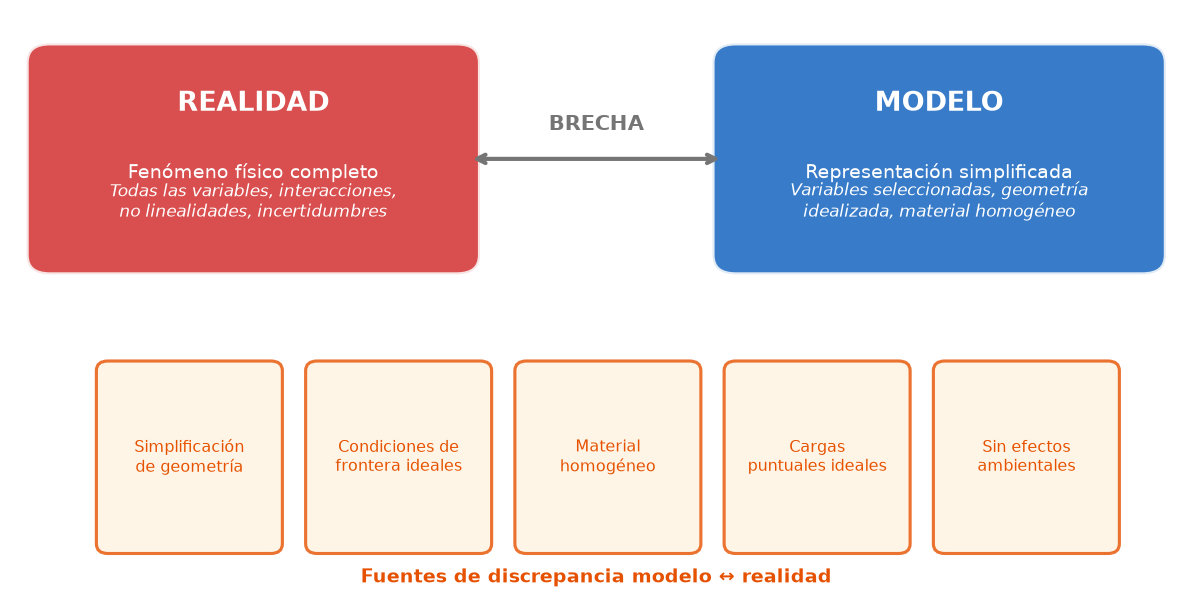 REALIDAD
Fenómeno físico completo
Todas las variables, interacciones,
no linealidades, incertidumbres
BRECHA
MODELO
Representación simplificada
Variables seleccionadas, geometría
idealizada, material homogéneo
Simplificación
de geometría
Condiciones de
frontera ideales
Material
homogéneo
Cargas
puntuales ideales
Sin efectos
ambientales
Fuentes de discrepancia modelo ↔ realidad